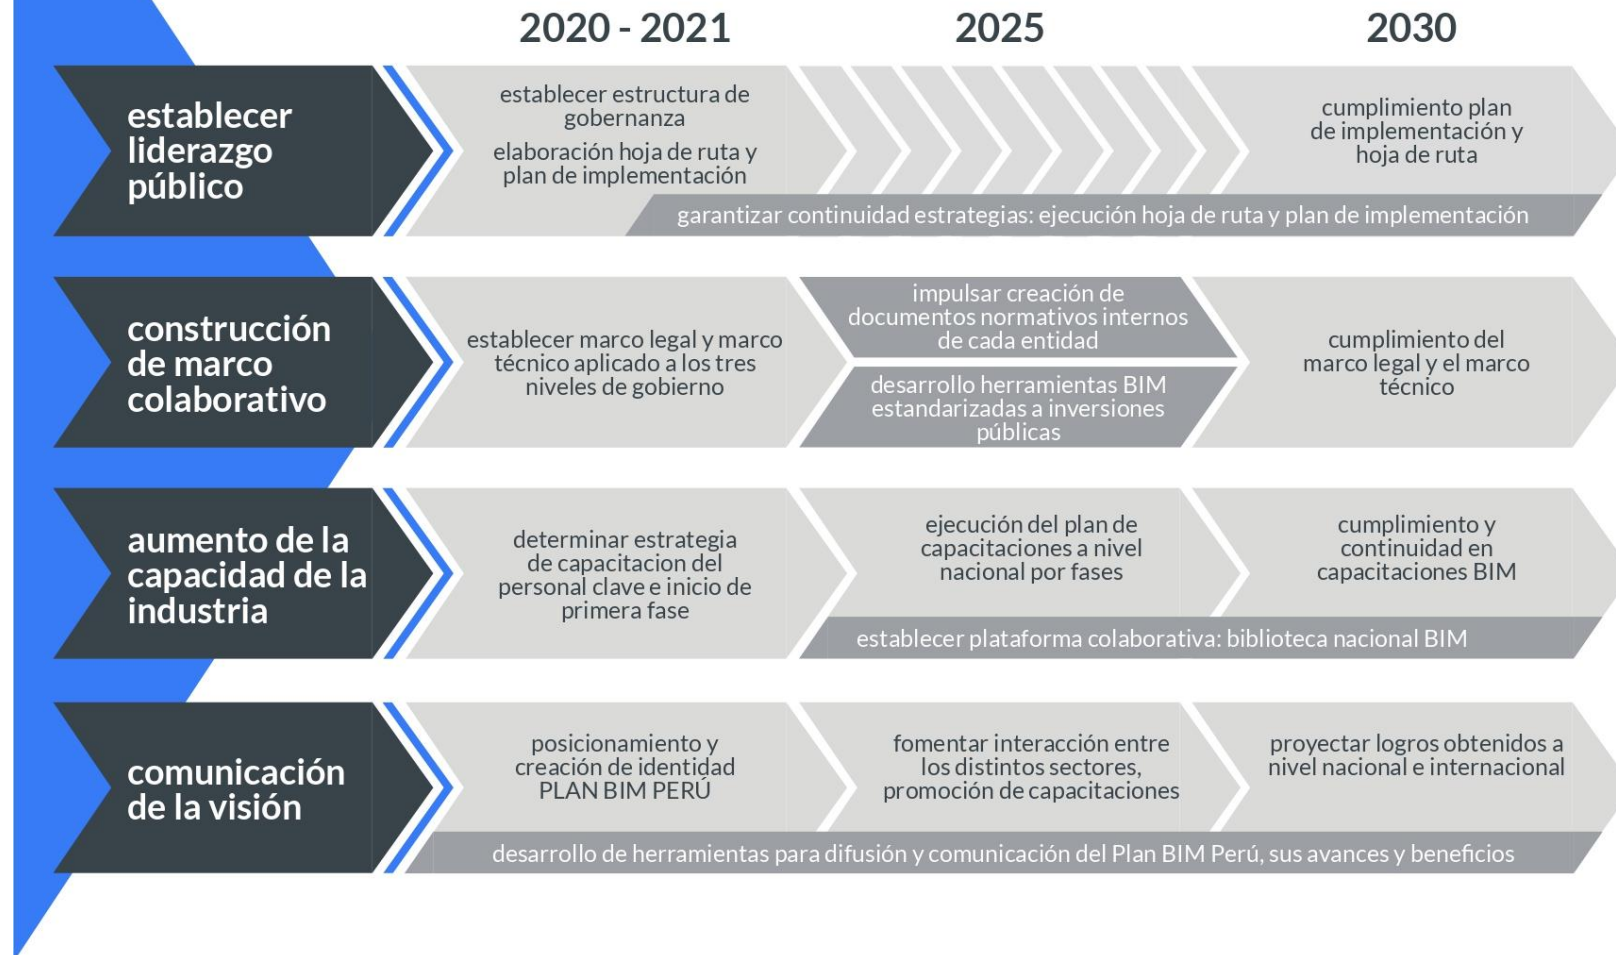 2020 - 2021
2025
2030
establecer
liderazgo
público
establecer estructura de
gobernanza
elaboración hoja de ruta y
plan de implementación
cumplimiento plan
de implementación y
hoja de ruta
garantizar continuidad estrategias: ejecución hoja de ruta y plan de implementación
construcción
de marco
colaborativo
establecer marco legal y marco
técnico aplicado a los tres
niveles de gobierno
impulsar creación de
documentos normativos internos
de cada entidad
desarrollo herramientas BIM
estandarizadas a inversiones
públicas
cumplimiento del
marco legal y el marco
técnico
aumento de la
capacidad de la
industria
determinar estrategia
de capacitacion del
personal clave e inicio de
primera fase
ejecución del plan de
capacitaciones a nivel
nacional por fases
cumplimiento y
continuidad en
capacitaciones BIM
establecer plataforma colaborativa: biblioteca nacional BIM
comunicación
de la visión
posicionamiento y
creación de identidad
PLAN BIM PERÚ
fomentar interacción entre
los distintos sectores,
promoción de capacitaciones
proyectar logros obtenidos a
nivel nacional e internacional
desarrollo de herramientas para difusión y comunicación del Plan BIM Perú, sus avances y beneficios